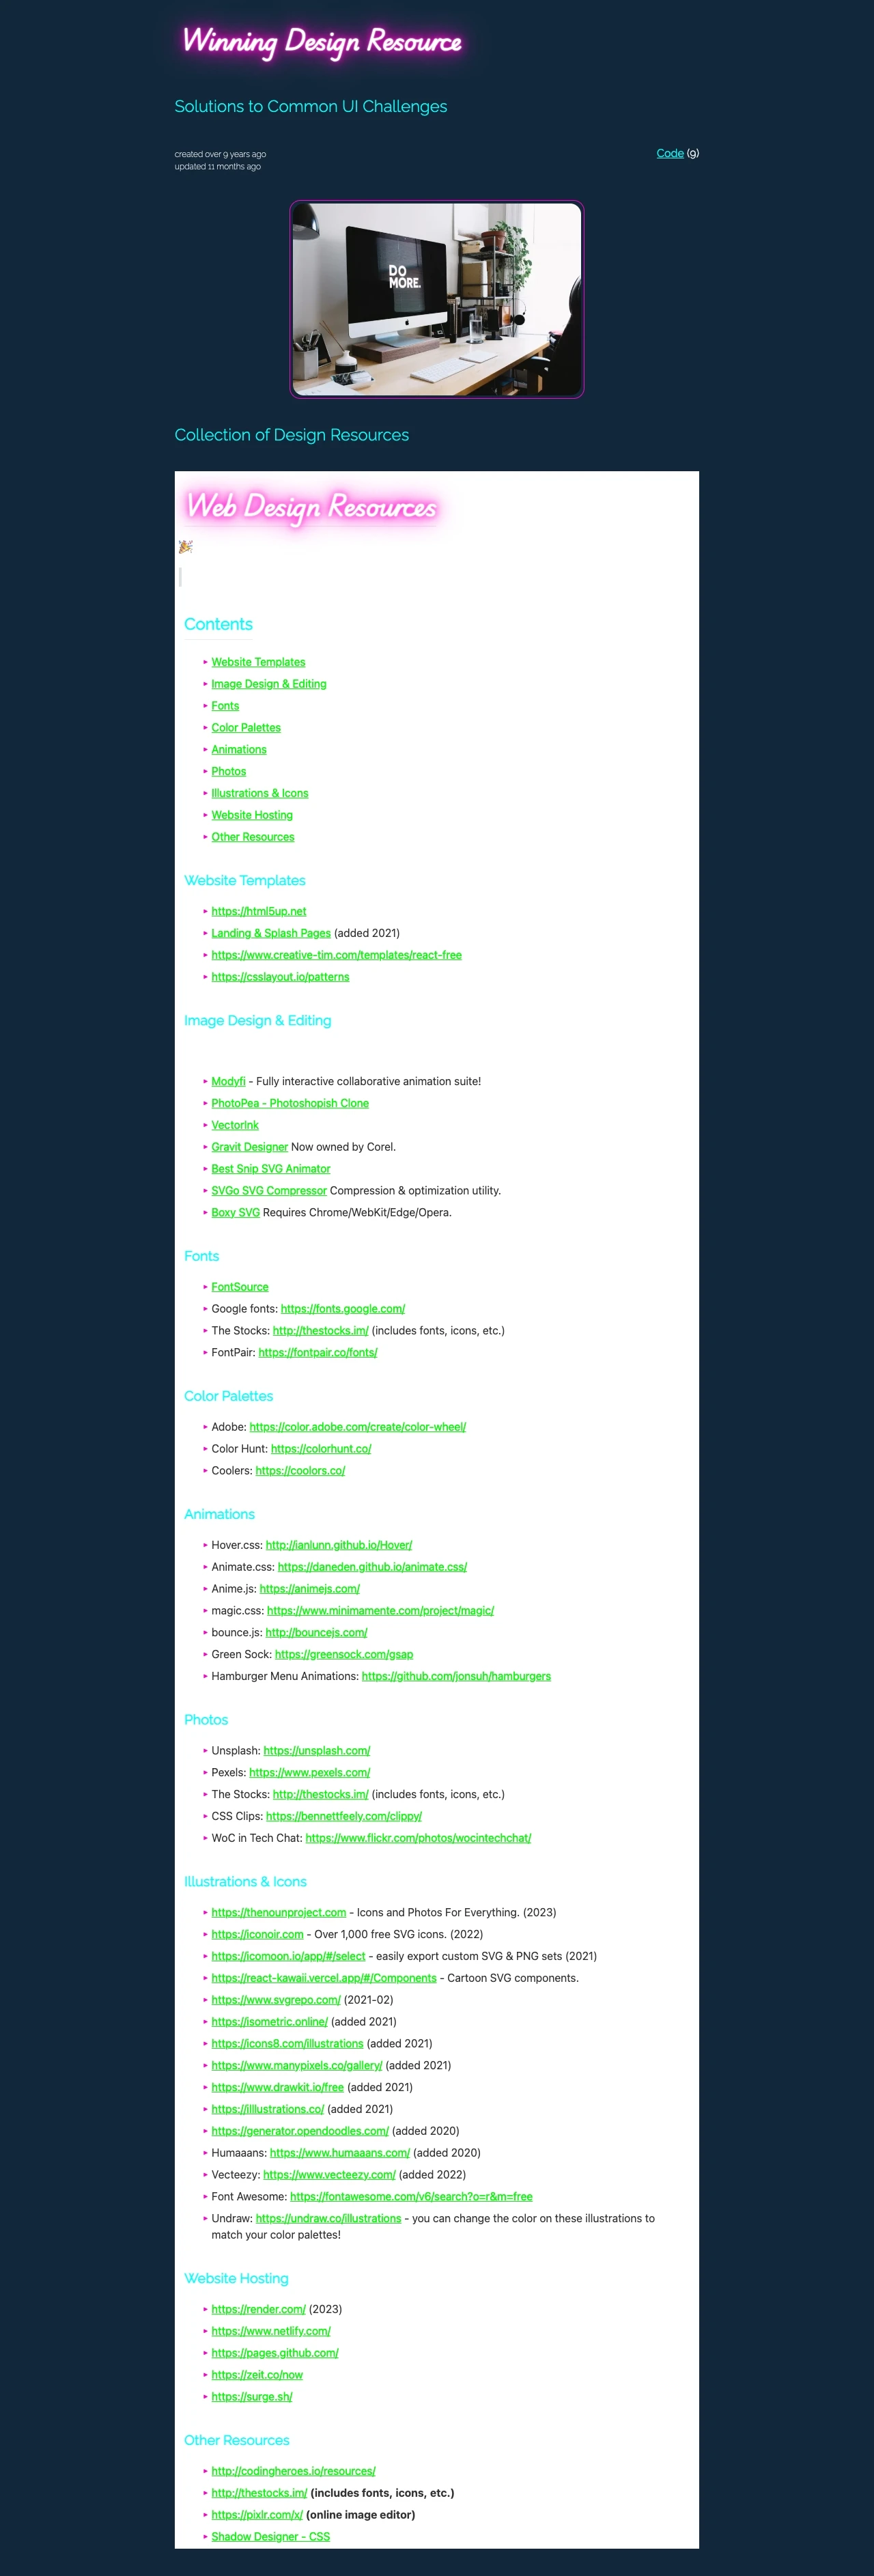 Winning Design Resource
Solutions to Common UI Challenges
created over 9 years ago
updated 11 months ago
Code (9)
DO
MORE.
Collection of Design Resources
Web Design Resources
Contents
Website Templates
Image Design & Editing
Fonts
Color Palettes
Animations
Photos
Illustrations & Icons
Website Hosting
Other Resources
Website Templates
https://html5up.net
Landing & Splash Pages (added 2021)
https://www.creative-tim.com/templates/react-free
https://csslayout.io/patterns
Image Design & Editing
Modyfi - Fully interactive collaborative animation suite!
PhotoPea - Photoshopish Clone
VectorInk
Gravit Designer Now owned by Corel.
Best Snip SVG Animator
SVGo SVG Compressor Compression & optimization utility.
Boxy SVG Requires Chrome/WebKit/Edge/Opera.
Fonts
FontSource
Google fonts: https://fonts.google.com/
The Stocks: http://thestocks.im/ (includes fonts, icons, etc.)
FontPair: https://fontpair.co/fonts/
Color Palettes
Adobe: https://color.adobe.com/create/color-wheel/
Color Hunt: https://colorhunt.co/
Coolers: https://coolors.co/
Animations
Hover.css: http://ianlunn.github.io/Hover/
Animate.css: https://daneden.github.io/animate.css/
Anime.js: https://animejs.com/
magic.css: https://www.minimamente.com/project/magic/
bounce.js: http://bouncejs.com/
Green Sock: https://greensock.com/gsap
Hamburger Menu Animations: https://github.com/jonsuh/hamburgers
Photos
Unsplash: https://unsplash.com/
Pexels: https://www.pexels.com/
The Stocks: http://thestocks.im/ (includes fonts, icons, etc.)
CSS Clips: https://bennettfeely.com/clippy/
WoC in Tech Chat: https://www.flickr.com/photos/wocintechchat/
Illustrations & Icons
https://thenounproject.com - Icons and Photos For Everything. (2023)
https://iconoir.com - Over 1,000 free SVG icons. (2022)
https://icomoon.io/app/#/select - easily export custom SVG & PNG sets (2021)
https://react-kawaii.vercel.app/#/Components - Cartoon SVG components.
https://www.svgrepo.com/ (2021-02)
https://isometric.online/ (added 2021)
https://icons8.com/illustrations (added 2021)
https://www.manypixels.co/gallery/ (added 2021)
https://www.drawkit.io/free (added 2021)
https://illlustrations.co/ (added 2021)
https://generator.opendoodles.com/ (added 2020)
Humaaans: https://www.humaaans.com/ (added 2020)
Vecteezy: https://www.vecteezy.com/ (added 2022)
Font Awesome: https://fontawesome.com/v6/search?o=r&m=free
Undraw: https://undraw.co/illustrations - you can change the color on these illustrations to
match your color palettes!
Website Hosting
https://render.com/ (2023)
https://www.netlify.com/
https://pages.github.com/
https://zeit.co/now
https://surge.sh/
Other Resources
http://codingheroes.io/resources/
http://thestocks.im/ (includes fonts, icons, etc.)
https://pixlr.com/x/ (online image editor)
Shadow Designer - CSS